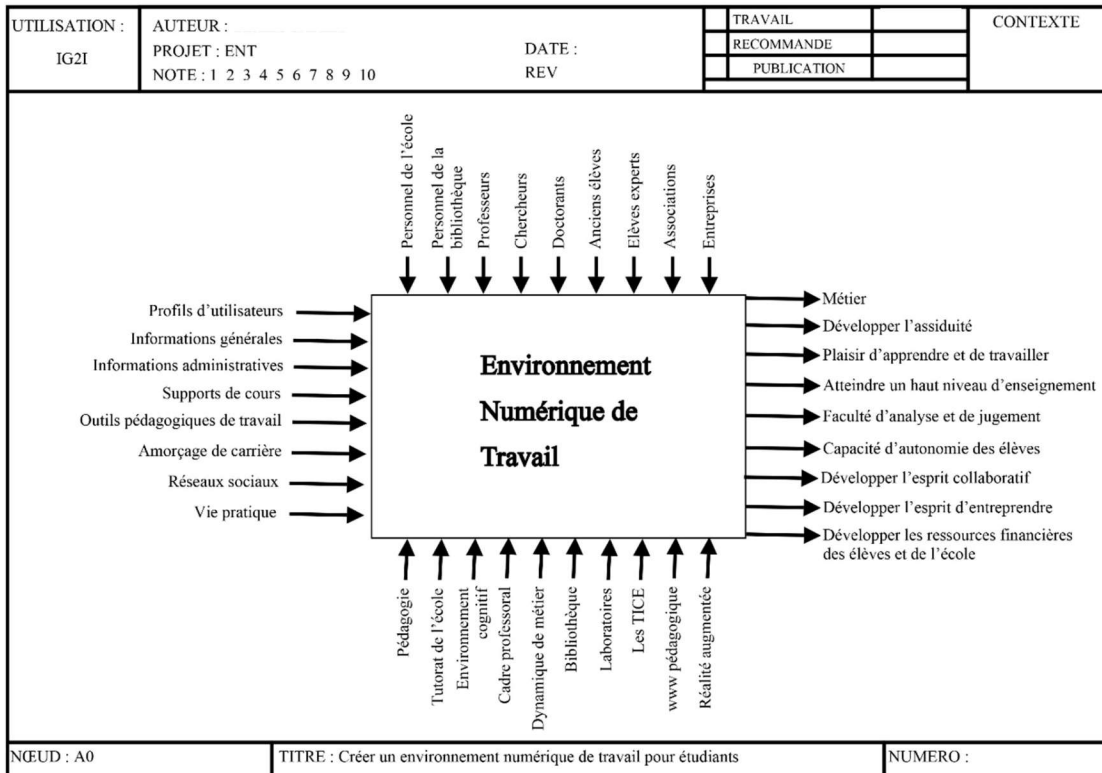 UTILISATION :
IG2I
AUTEUR :
PROJET : ENT
NOTE : 1 2 3 4 5 6 7 8 9 10
DATE :
REV
TRAVAIL
RECOMMANDE
PUBLICATION
CONTEXTE
Personnel de l’école
Personnel de la
bibliothèque
Professeurs
Chercheurs
Doctorants
Anciens élèves
Elèves experts
Associations
Entreprises
Profils d’utilisateurs
Informations générales
Informations administratives
Supports de cours
Outils pédagogiques de travail
Amorçage de carrière
Réseaux sociaux
Vie pratique
Environnement
Numérique de
Travail
Métier
Développer l’assiduité
Plaisir d’apprendre et de travailler
Atteindre un haut niveau d’enseignement
Faculté d’analyse et de jugement
Capacité d’autonomie des élèves
Développer l’esprit collaboratif
Développer l’esprit d’entreprendre
Développer les ressources financières
des élèves et de l’école
Pédagogie
Tutorat de l’école
Environnement
cognitif
Cadre professoral
Dynamique de métier
Bibliothèque
Laboratoires
Les TICE
www pédagogique
Réalité augmentée
NŒUD : A0
TITRE : Créer un environnement numérique de travail pour étudiants
NUMERO :